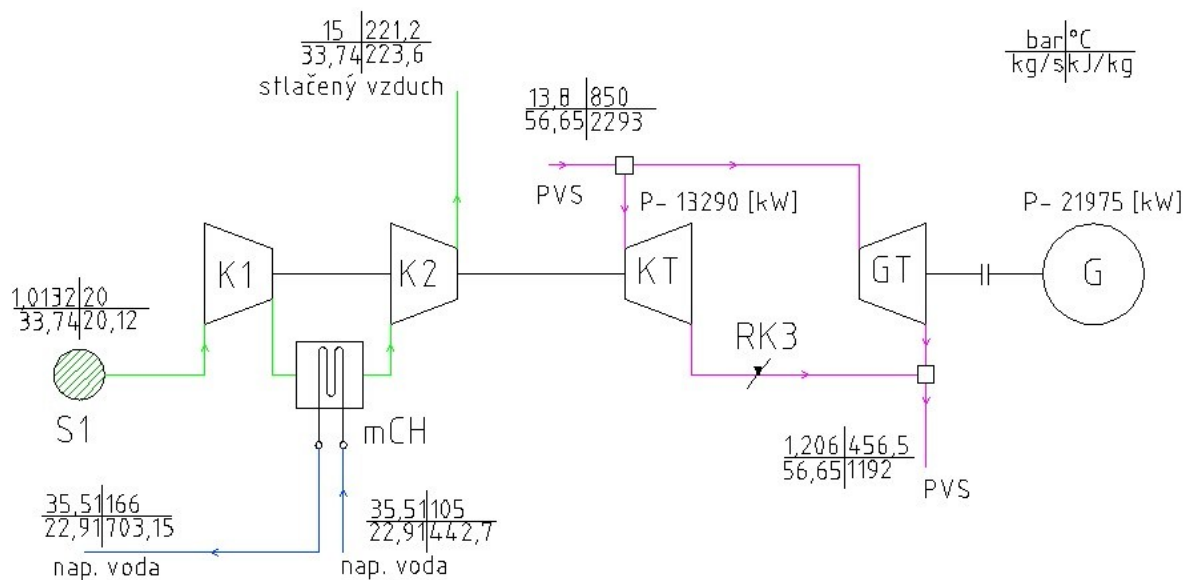 15 221,2
33,74 223,6
stlačený vzduch
bar °C
kg/s kJ/kg
13,8 850
56,65 2293
PVS
P- 13290 [kW]
P- 21975 [kW]
K1
K2
KT
GT
G
1,0132 20
33,74 20,12
RK3
S1
mCH
1,206 456,5
56,65 1192
PVS
35,51 166
22,91 703,15
nap. voda
35,51 105
22,91 442,7
nap. voda